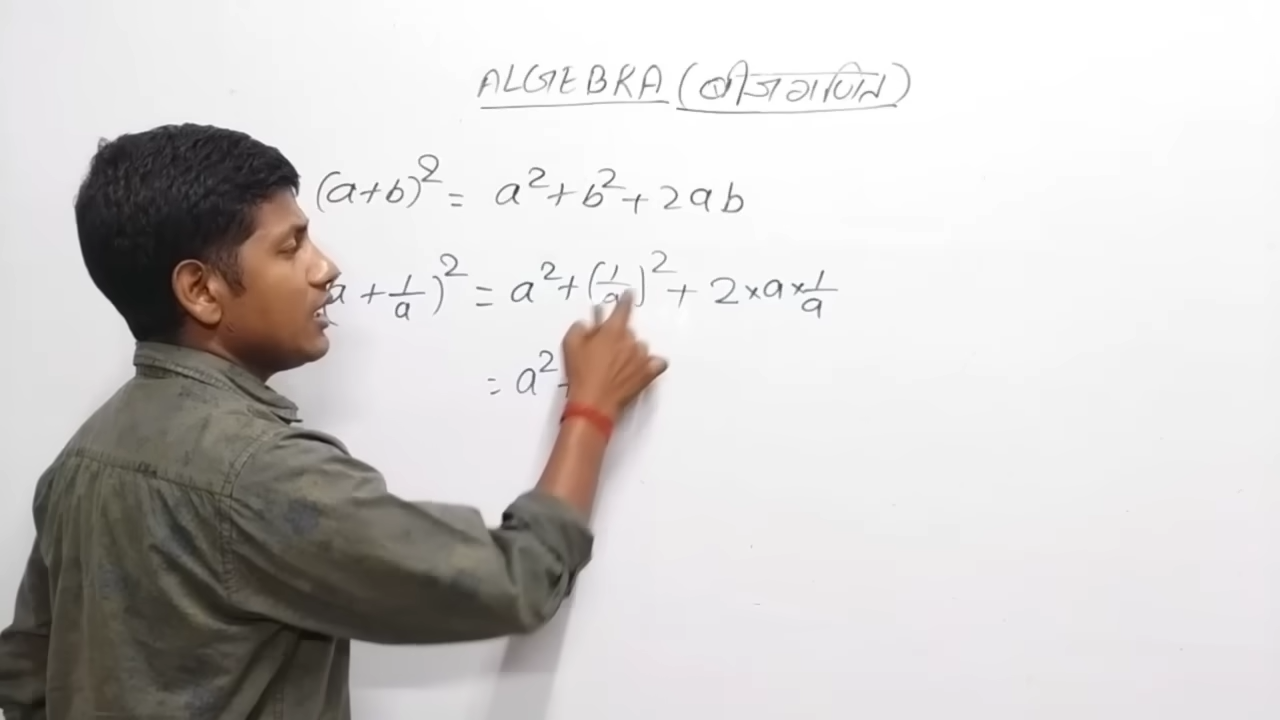 ALGEBRA (बीजगणित)
(a+b)² = a²+b²+2ab
a + 1/a)² = a²+(1/a)²+ 2×a×1/a
= a²+